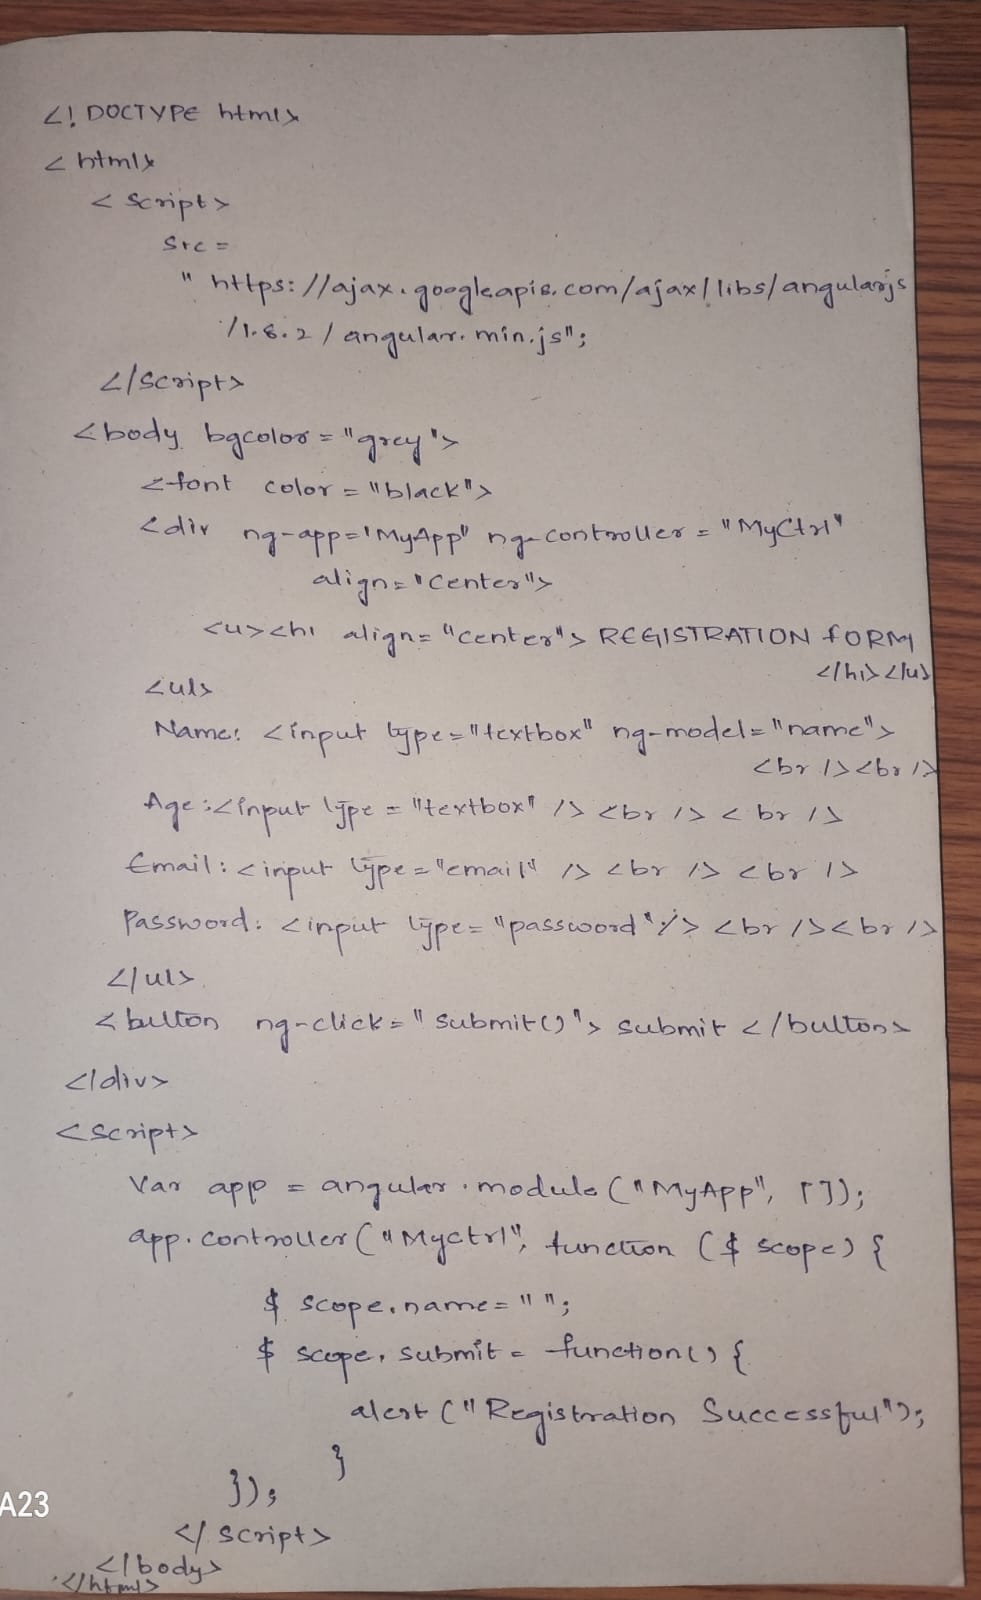 <! DOCTYPE html>
<html>
<script>
src =
"https://ajax.googleapis.com/ajax/libs/angularjs
/1.8.2/angular.min.js";
</script>
<body bgcolor = "grey">
<font color = "black">
<div ng-app='MyApp" ng-controller = "MyCtrl"
align="center">
<u><h1 align= "center"> REGISTRATION FORM
</h1></u>
<ul>
Name: <input type="textbox" ng-model="name">
<br /><br />
Age :<input type = "textbox" /> <br /> < br />
Email: <input type="email" /> <br /> <br />
Password: <input type= "password"/> <br /><br />
</ul>
<button ng-click=" submit()"> submit </button>
</div>
<script>
var app = angular.module("MyApp", []);
app.controller("Myctrl", function ($ scope) {
$ scope.name= " ";
$ scope. submit = function() {
alert (" Registration Successful");
}
});
</script>
</body>
</html>
A23